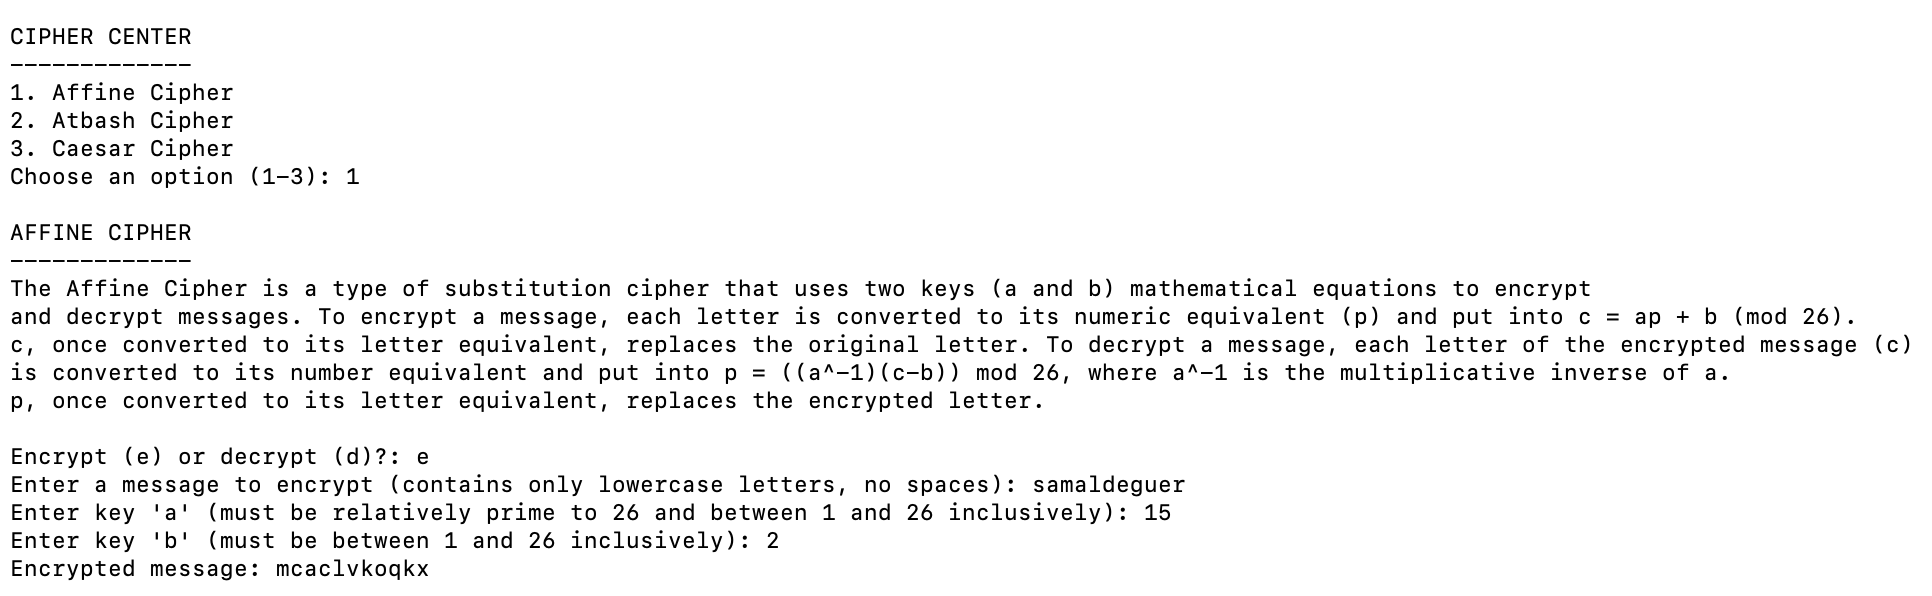 CIPHER CENTER
-------------
1. Affine Cipher
2. Atbash Cipher
3. Caesar Cipher
Choose an option (1-3): 1
AFFINE CIPHER
-------------
The Affine Cipher is a type of substitution cipher that uses two keys (a and b) mathematical equations to encrypt
and decrypt messages. To encrypt a message, each letter is converted to its numeric equivalent (p) and put into c = ap + b (mod 26).
c, once converted to its letter equivalent, replaces the original letter. To decrypt a message, each letter of the encrypted message (c)
is converted to its number equivalent and put into p = ((a^-1)(c-b)) mod 26, where a^-1 is the multiplicative inverse of a.
p, once converted to its letter equivalent, replaces the encrypted letter.
Encrypt (e) or decrypt (d)?: e
Enter a message to encrypt (contains only lowercase letters, no spaces): samaldeguer
Enter key 'a' (must be relatively prime to 26 and between 1 and 26 inclusively): 15
Enter key 'b' (must be between 1 and 26 inclusively): 2
Encrypted message: mcaclvkoqkx